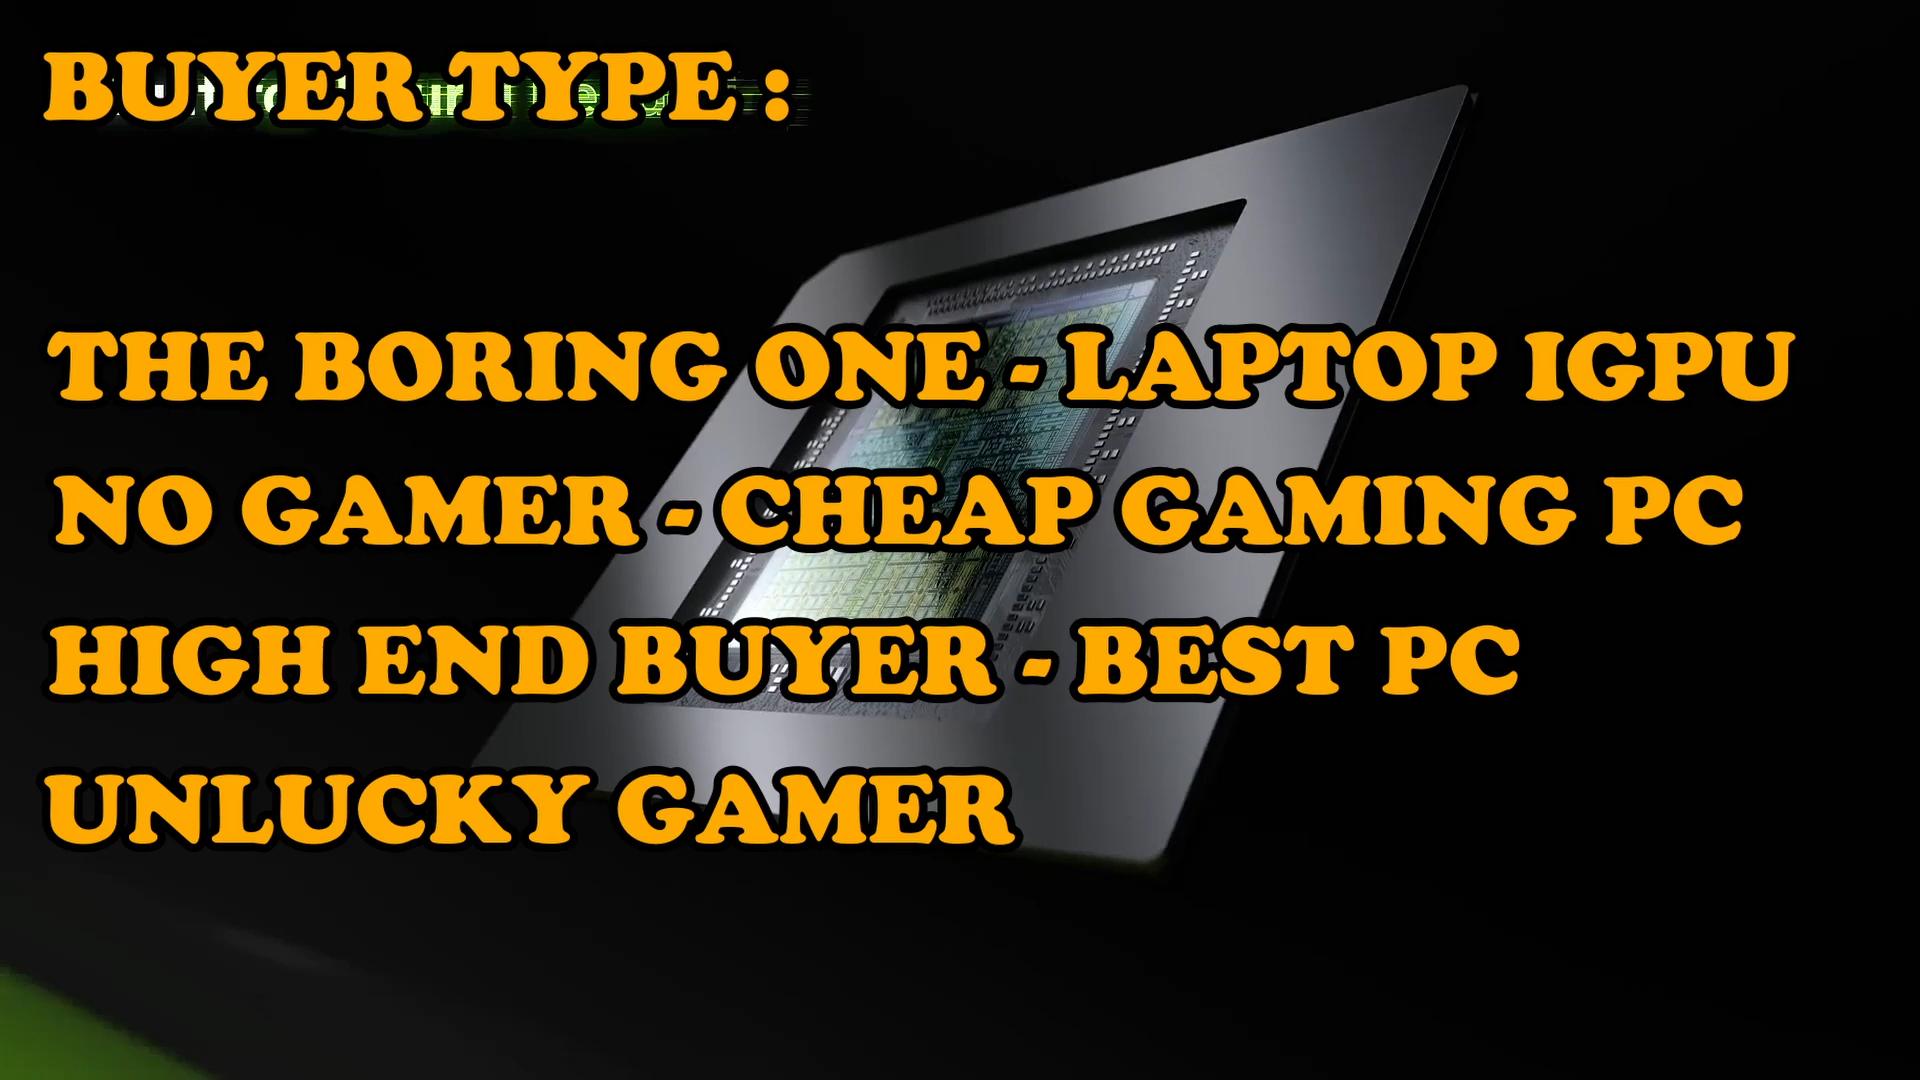 BUYER TYPE :
THE BORING ONE - LAPTOP IGPU
NO GAMER - CHEAP GAMING PC
HIGH END BUYER - BEST PC
UNLUCKY GAMER